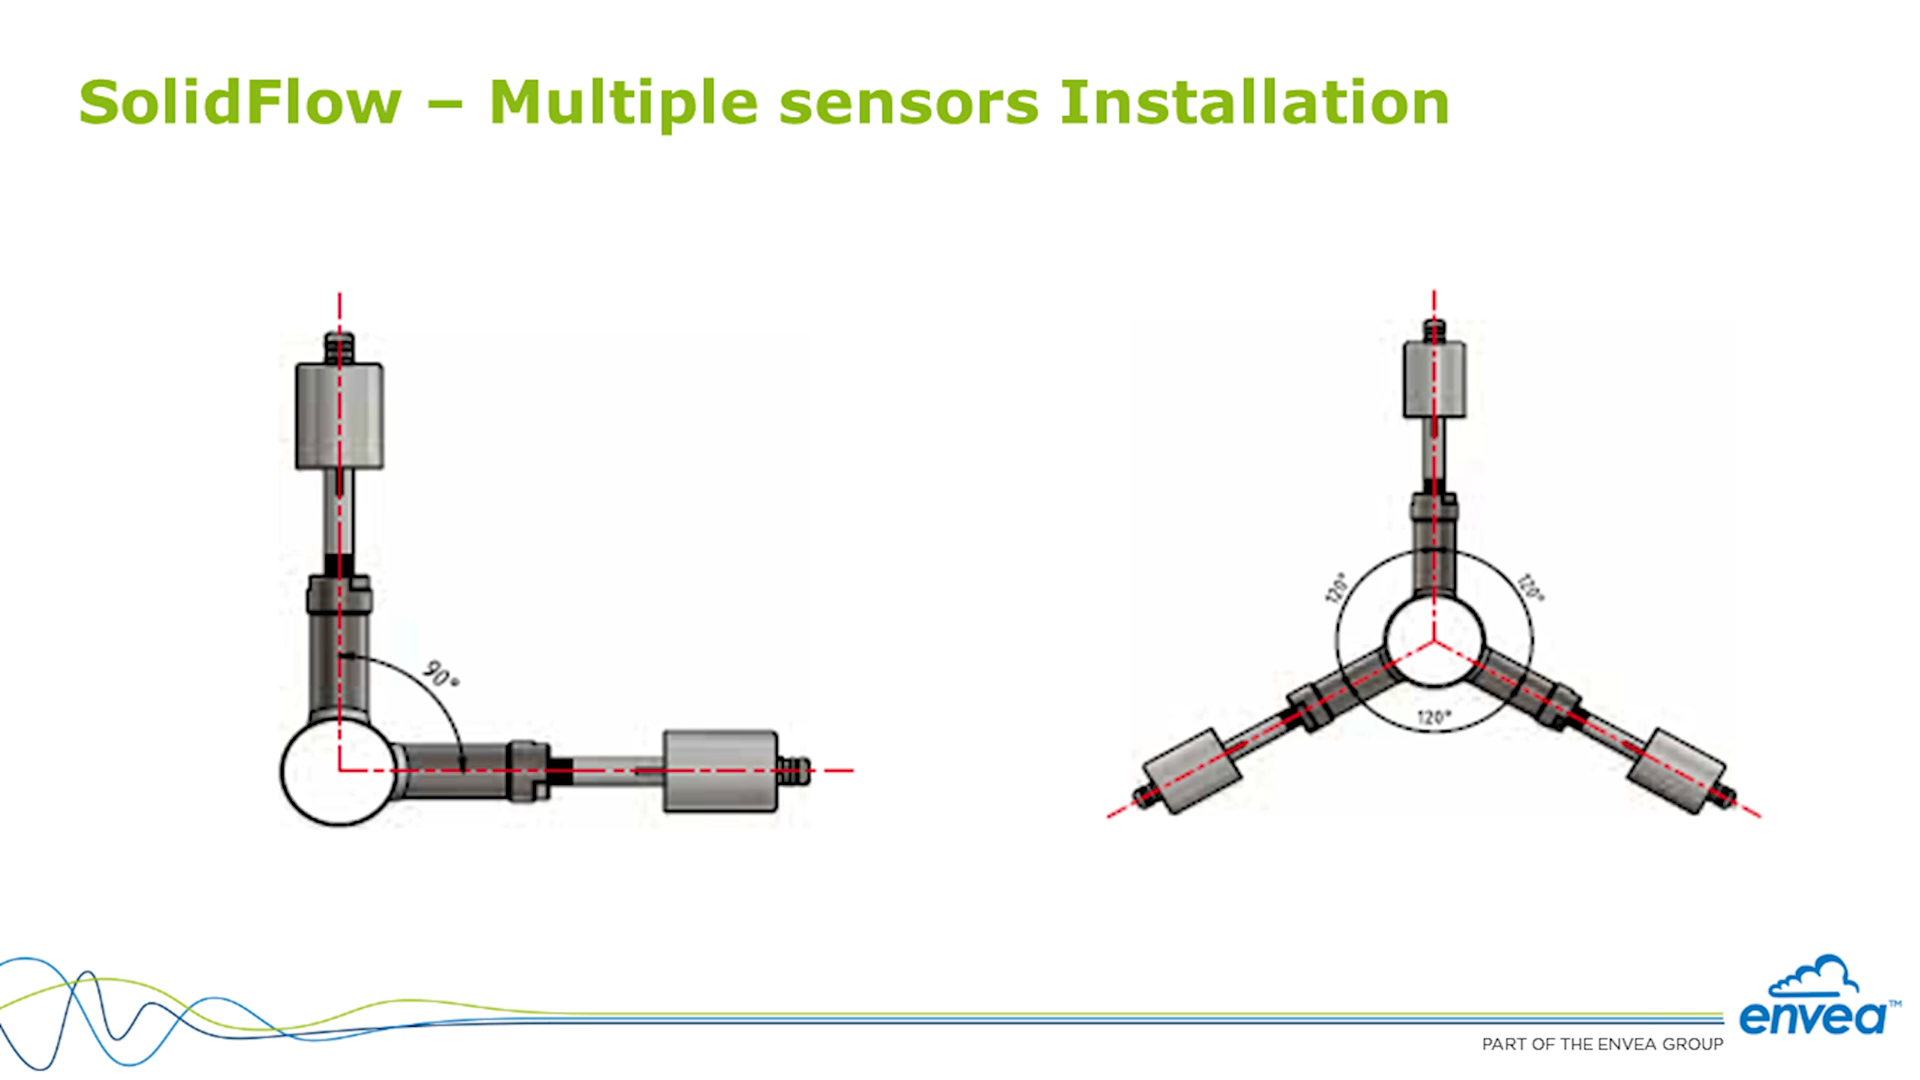 SolidFlow – Multiple sensors Installation
90°
120°
120°
120°
envea™
PART OF THE ENVEA GROUP